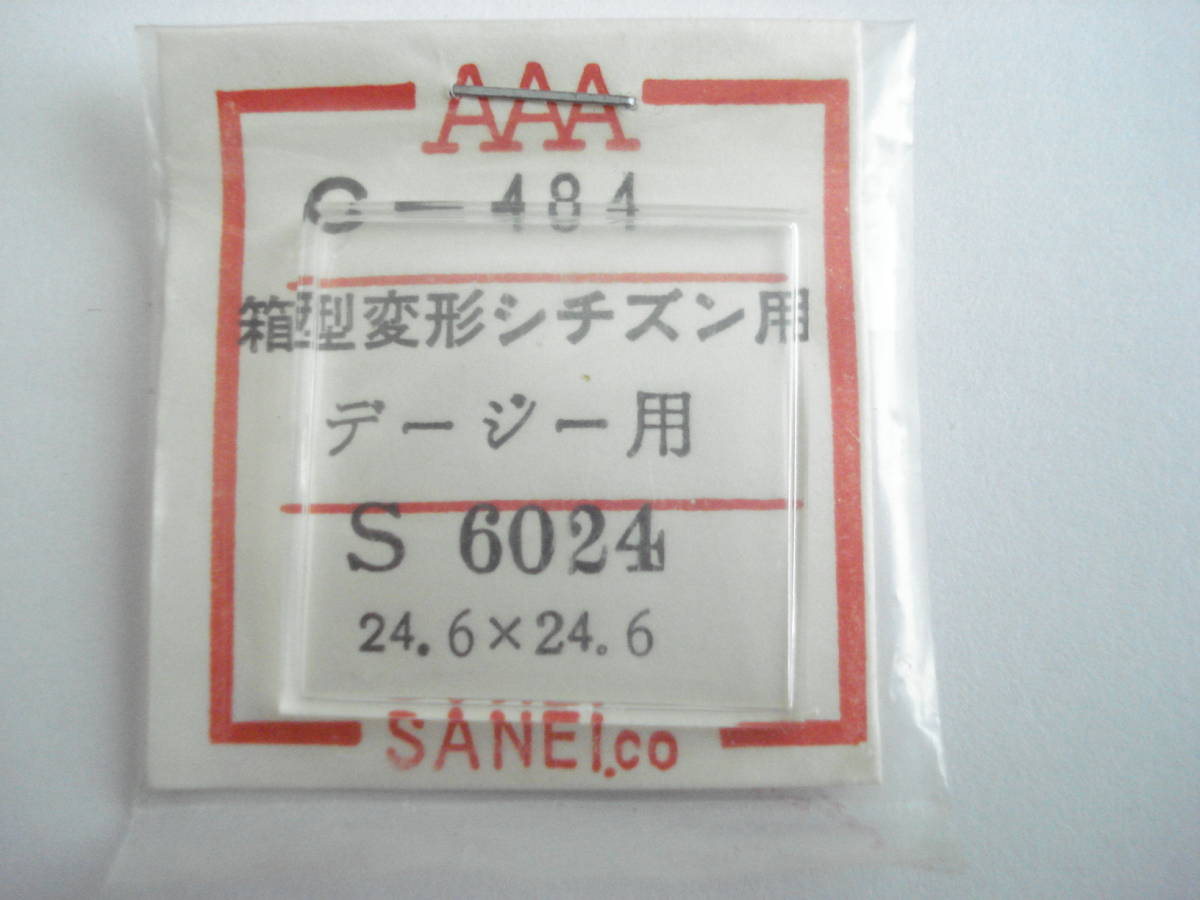 AAA
C-484
箱型変形シチズン用
デージー用
S 6024
24.6×24.6
SANEI.co